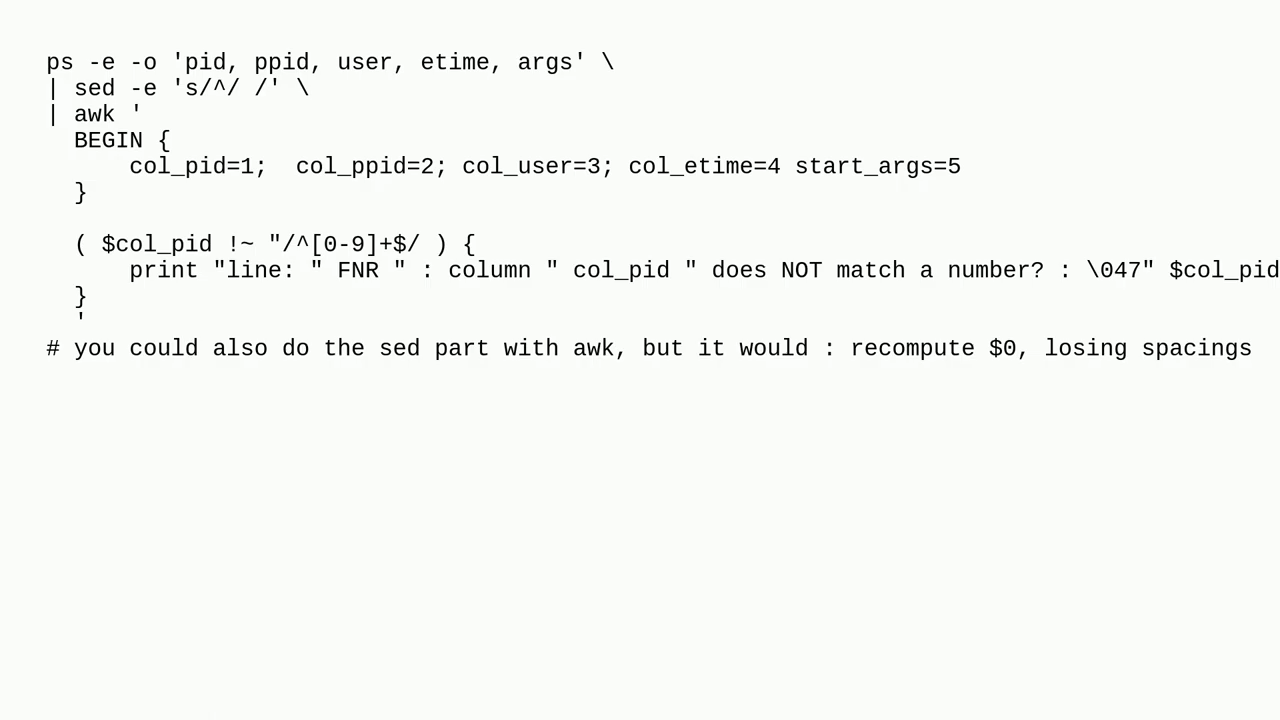 ps -e -o 'pid, ppid, user, etime, args' \
| sed -e 's/^/ /' \
| awk '
  BEGIN {
      col_pid=1;  col_ppid=2; col_user=3; col_etime=4 start_args=5
  }

  ( $col_pid !~ "/^[0-9]+$/ ) {
      print "line: " FNR " : column " col_pid " does NOT match a number? : \047" $col_pid
  }
  '
# you could also do the sed part with awk, but it would : recompute $0, losing spacings